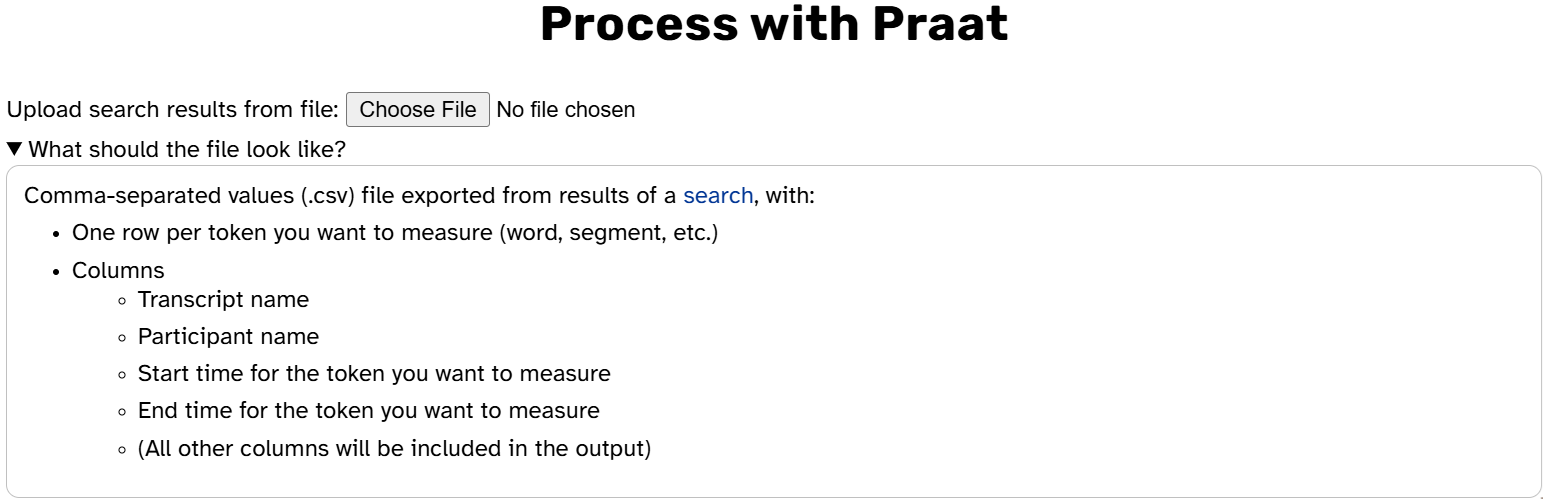 Process with Praat
Upload search results from file: Choose File No file chosen
▼ What should the file look like?
Comma-separated values (.csv) file exported from results of a search, with:
• One row per token you want to measure (word, segment, etc.)
• Columns
◦ Transcript name
◦ Participant name
◦ Start time for the token you want to measure
◦ End time for the token you want to measure
◦ (All other columns will be included in the output)